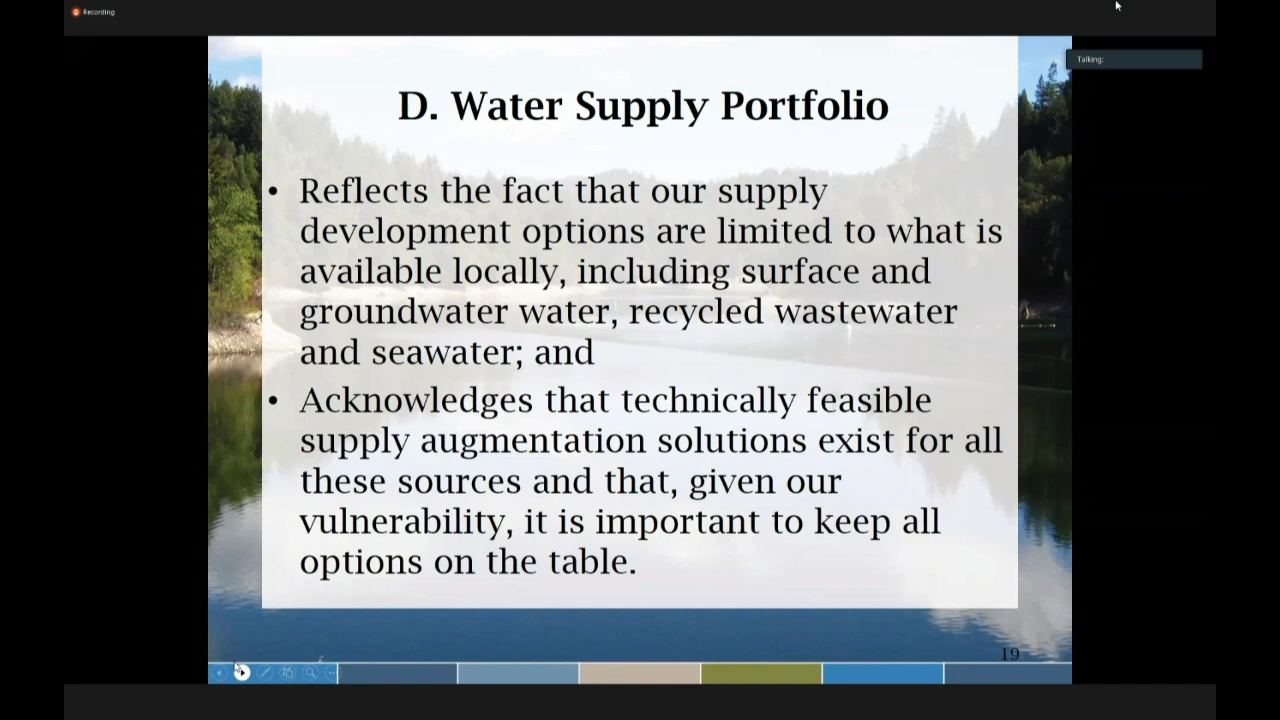 Recording
Talking:
D. Water Supply Portfolio
• Reflects the fact that our supply
development options are limited to what is
available locally, including surface and
groundwater water, recycled wastewater
and seawater; and
• Acknowledges that technically feasible
supply augmentation solutions exist for all
these sources and that, given our
vulnerability, it is important to keep all
options on the table.
19